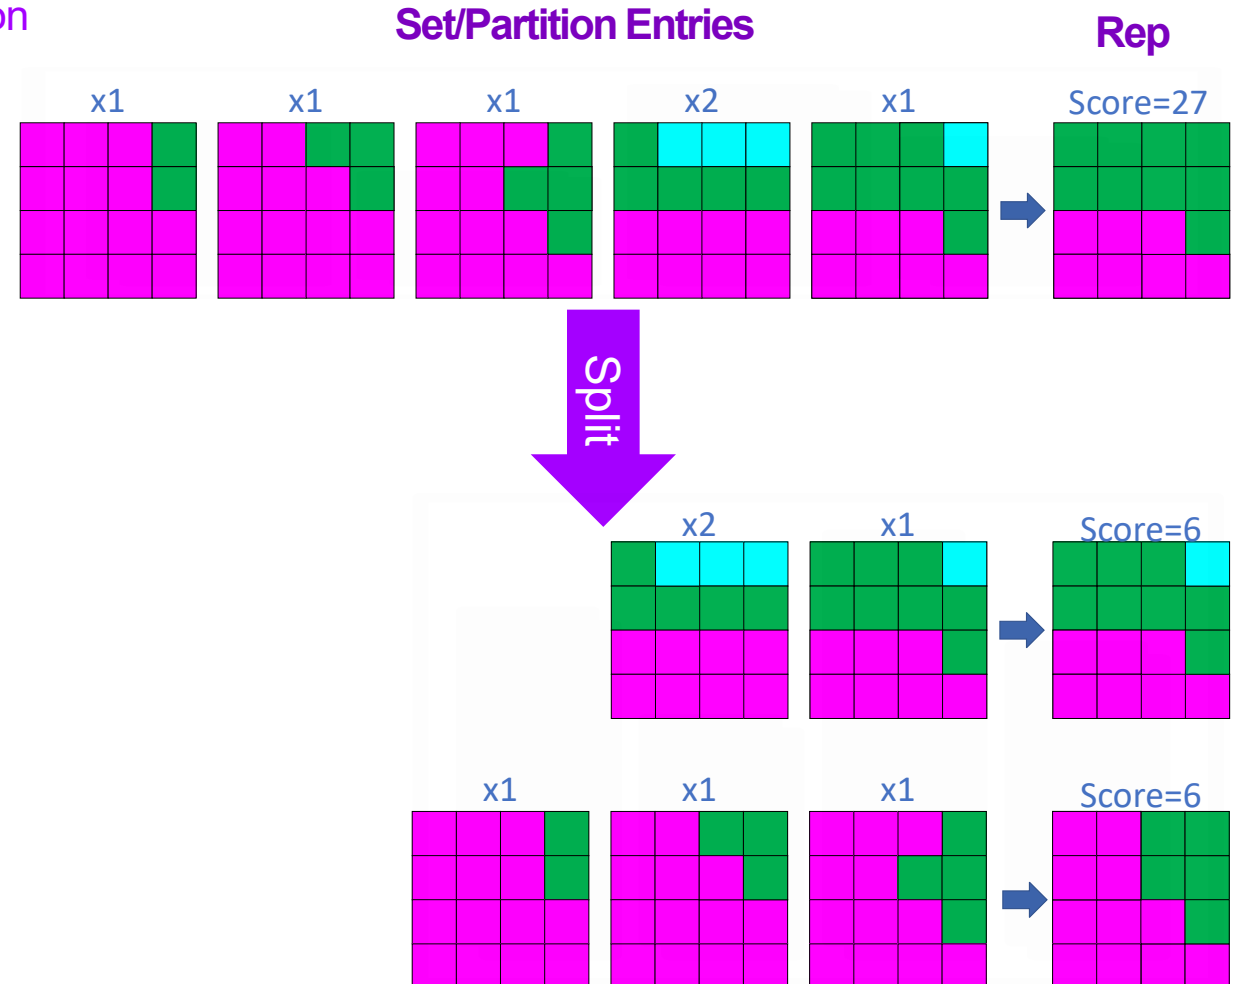 on
Set/Partition Entries
Rep
x1
x1
x1
x2
x1
Score=27
Split
x2
x1
Score=6
x1
x1
x1
Score=6